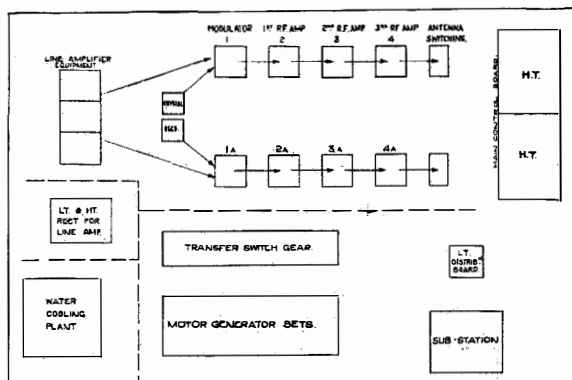 MODULATOR 1ST R.F. AMP 2ND R.F. AMP. 3RD RF AMP. ANTENNA
1 2 3 4 SWITCHING.
LINE AMPLIFIER
EQUIPMENT
CRYSTAL
OSCS.
MAIN CONTROL BOARD.
H.T.
H.T.
1A 2A 3A 4A
LT. & HT.
RECT FOR
LINE AMP.
TRANSFER SWITCH GEAR.
L.T.
DISTRIB.
BOARD
WATER
COOLING
PLANT
MOTOR GENERATOR SETS.
SUB-STATION